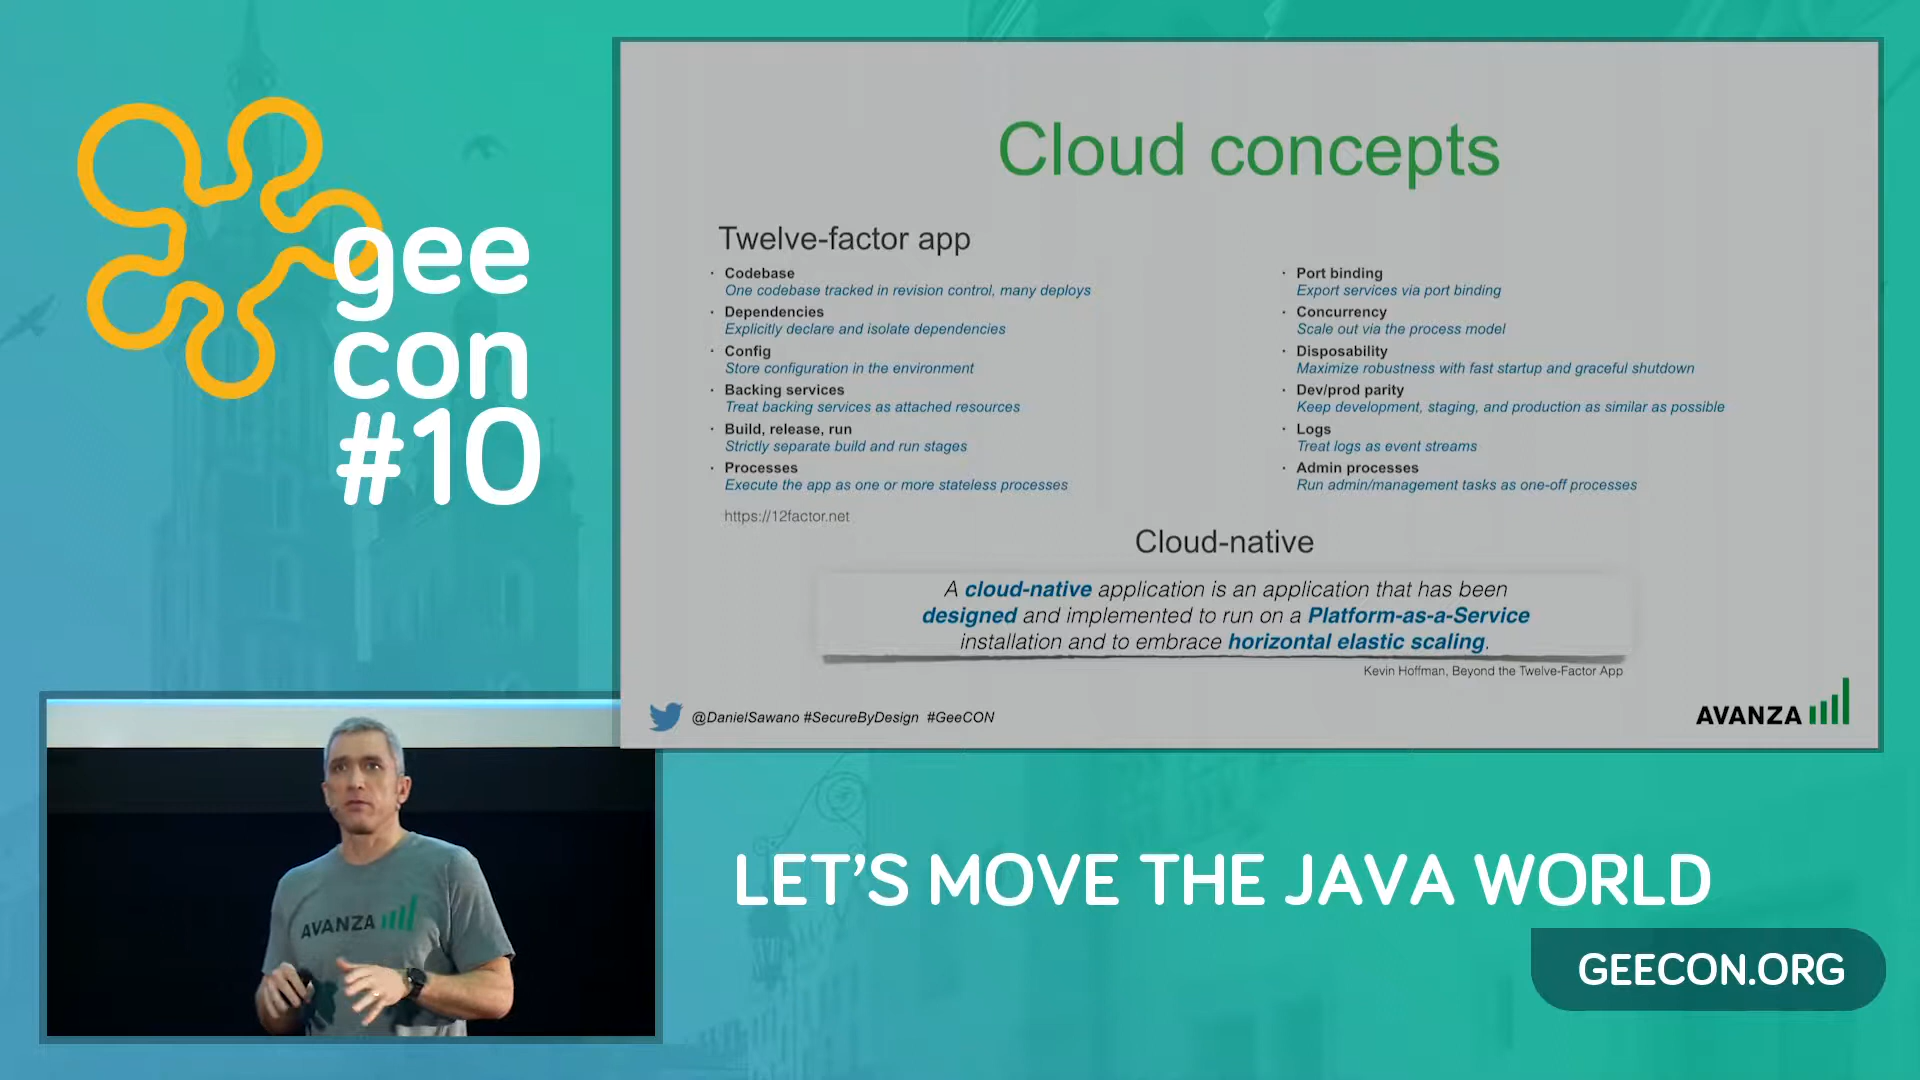 gee
con
#10
Cloud concepts
Twelve-factor app
· Codebase
One codebase tracked in revision control, many deploys
· Dependencies
Explicitly declare and isolate dependencies
· Config
Store configuration in the environment
· Backing services
Treat backing services as attached resources
· Build, release, run
Strictly separate build and run stages
· Processes
Execute the app as one or more stateless processes
https://12factor.net
· Port binding
Export services via port binding
· Concurrency
Scale out via the process model
· Disposability
Maximize robustness with fast startup and graceful shutdown
· Dev/prod parity
Keep development, staging, and production as similar as possible
· Logs
Treat logs as event streams
· Admin processes
Run admin/management tasks as one-off processes
Cloud-native
A cloud-native application is an application that has been
designed and implemented to run on a Platform-as-a-Service
installation and to embrace horizontal elastic scaling.
Kevin Hoffman, Beyond the Twelve-Factor App
@DanielSawano #SecureByDesign #GeeCON
AVANZA
AVANZA
LET'S MOVE THE JAVA WORLD
GEECON.ORG